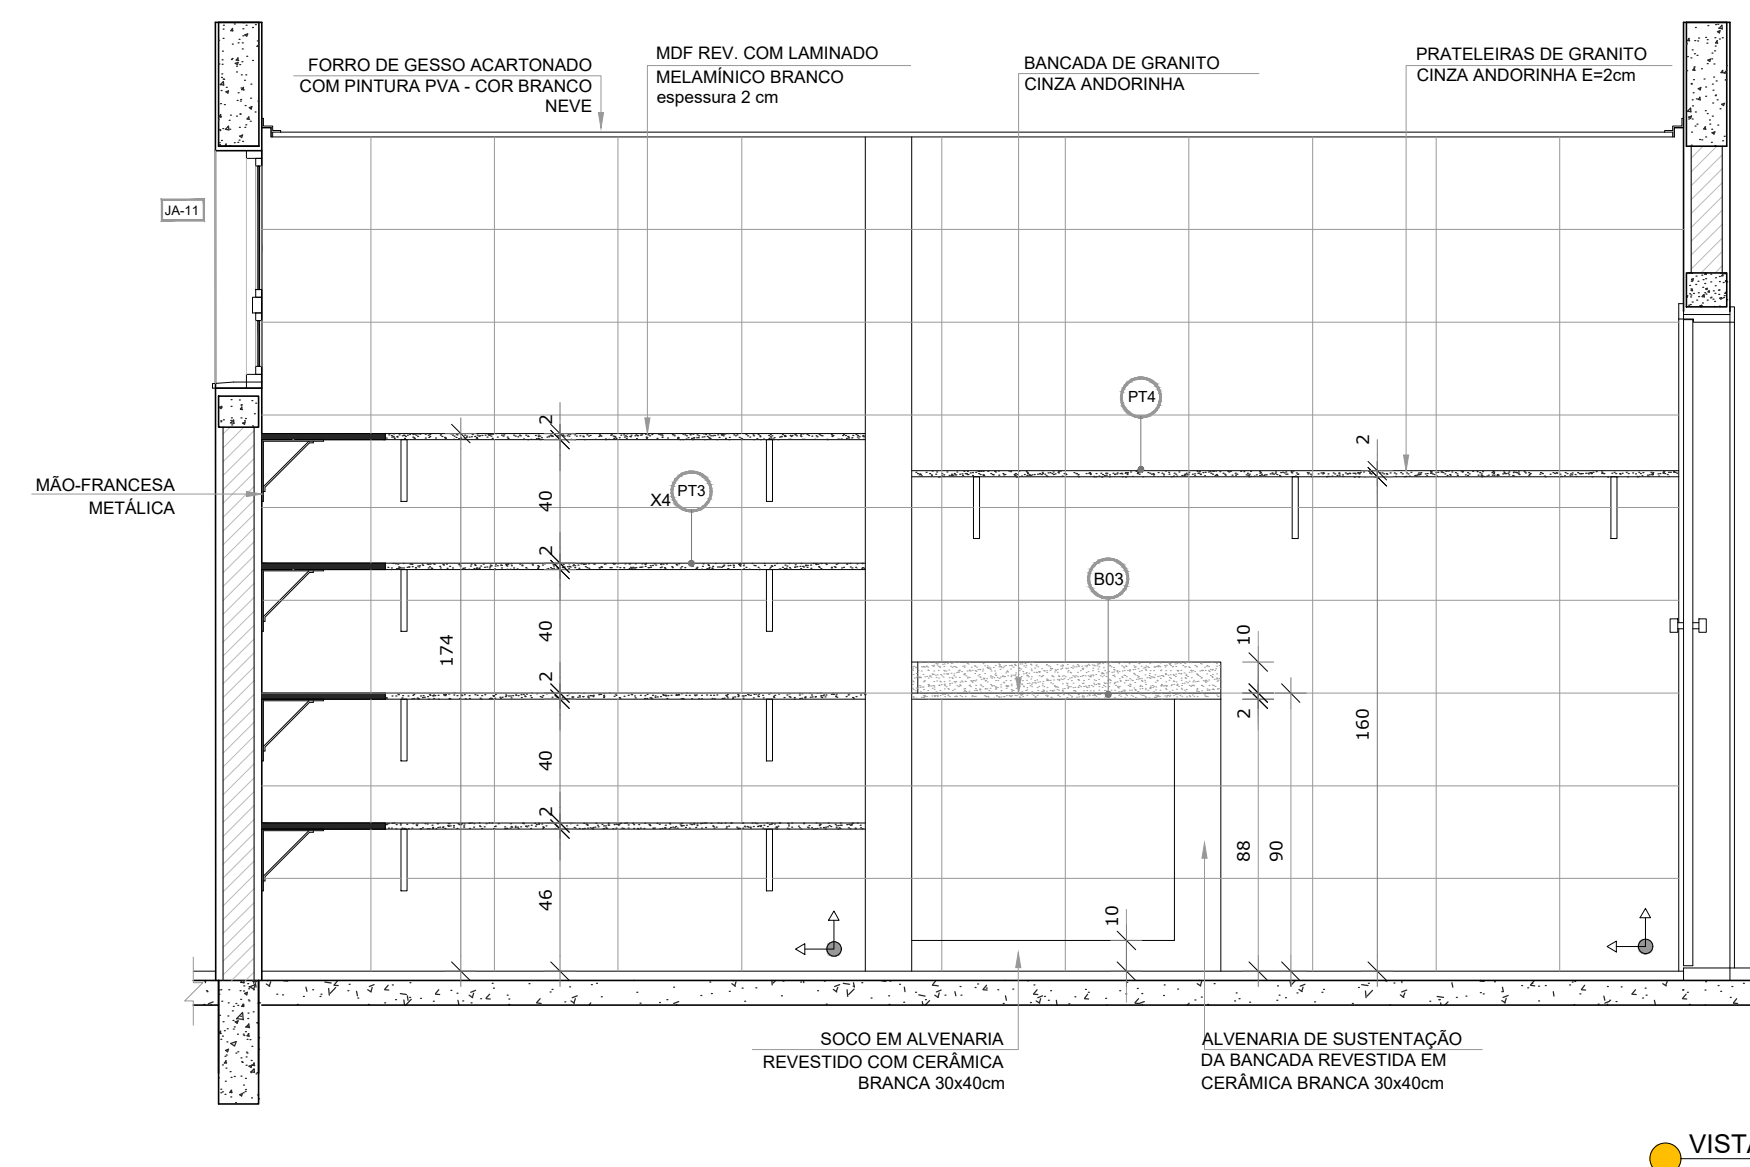 FORRO DE GESSO ACARTONADO
COM PINTURA PVA - COR BRANCO
NEVE
MDF REV. COM LAMINADO
MELAMÍNICO BRANCO
espessura 2 cm
BANCADA DE GRANITO
CINZA ANDORINHA
PRATELEIRAS DE GRANITO
CINZA ANDORINHA E=2cm
JA-11
MÃO-FRANCESA
METÁLICA
PT4
X4
PT3
B03
2
40
2
40
2
40
2
46
174
2
160
10
2
88
90
10
SOCO EM ALVENARIA
REVESTIDO COM CERÂMICA
BRANCA 30x40cm
ALVENARIA DE SUSTENTAÇÃO
DA BANCADA REVESTIDA EM
CERÂMICA BRANCA 30x40cm
VISTA